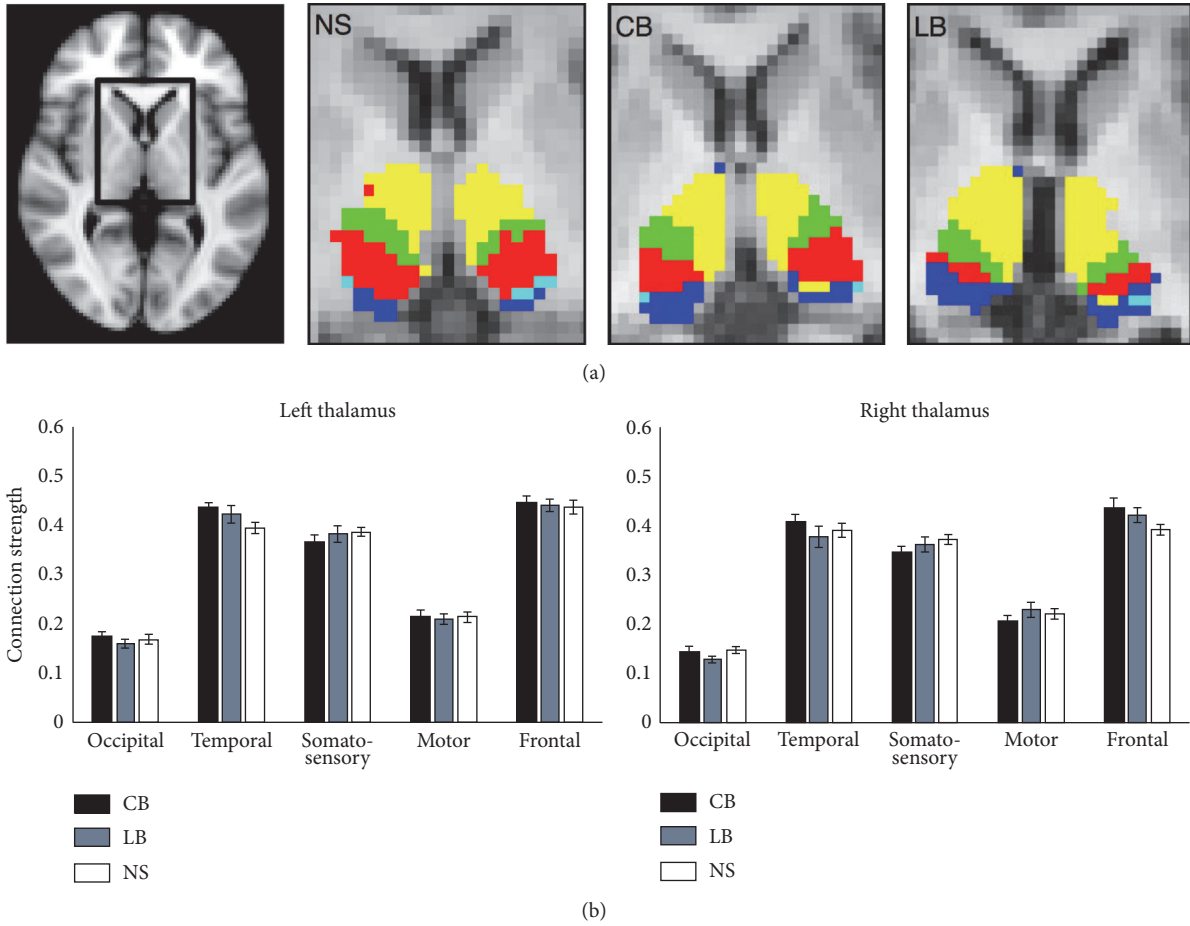 NS
CB
LB
(a)
Left thalamus
Connection strength
0.6
0.5
0.4
0.3
0.2
0.1
0
Occipital
Temporal
Somato-
sensory
Motor
Frontal
CB
LB
NS
Right thalamus
0.6
0.5
0.4
0.3
0.2
0.1
0
Occipital
Temporal
Somato-
sensory
Motor
Frontal
CB
LB
NS
(b)